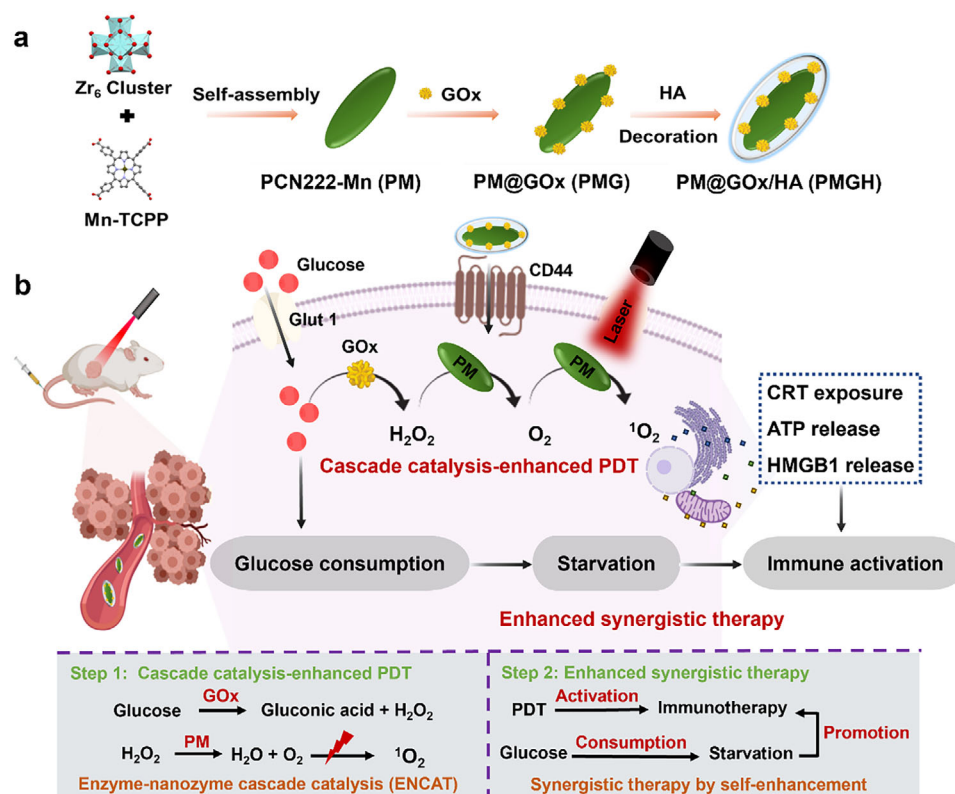 a
Zr₆ Cluster
+
Mn-TCPP
Self-assembly
GOx
HA
Decoration
PCN222-Mn (PM)
PM@GOx (PMG)
PM@GOx/HA (PMGH)
b
Glucose
Glut 1
CD44
Laser
GOx
PM
PM
H₂O₂
O₂
¹O₂
Cascade catalysis-enhanced PDT
CRT exposure
ATP release
HMGB1 release
Glucose consumption
Starvation
Immune activation
Enhanced synergistic therapy
Step 1: Cascade catalysis-enhanced PDT
GOx
Glucose → Gluconic acid + H₂O₂
PM
H₂O₂ → H₂O + O₂ → ¹O₂
Enzyme-nanozyme cascade catalysis (ENCAT)
Step 2: Enhanced synergistic therapy
Activation
PDT → Immunotherapy
Promotion
Consumption
Glucose → Starvation
Synergistic therapy by self-enhancement